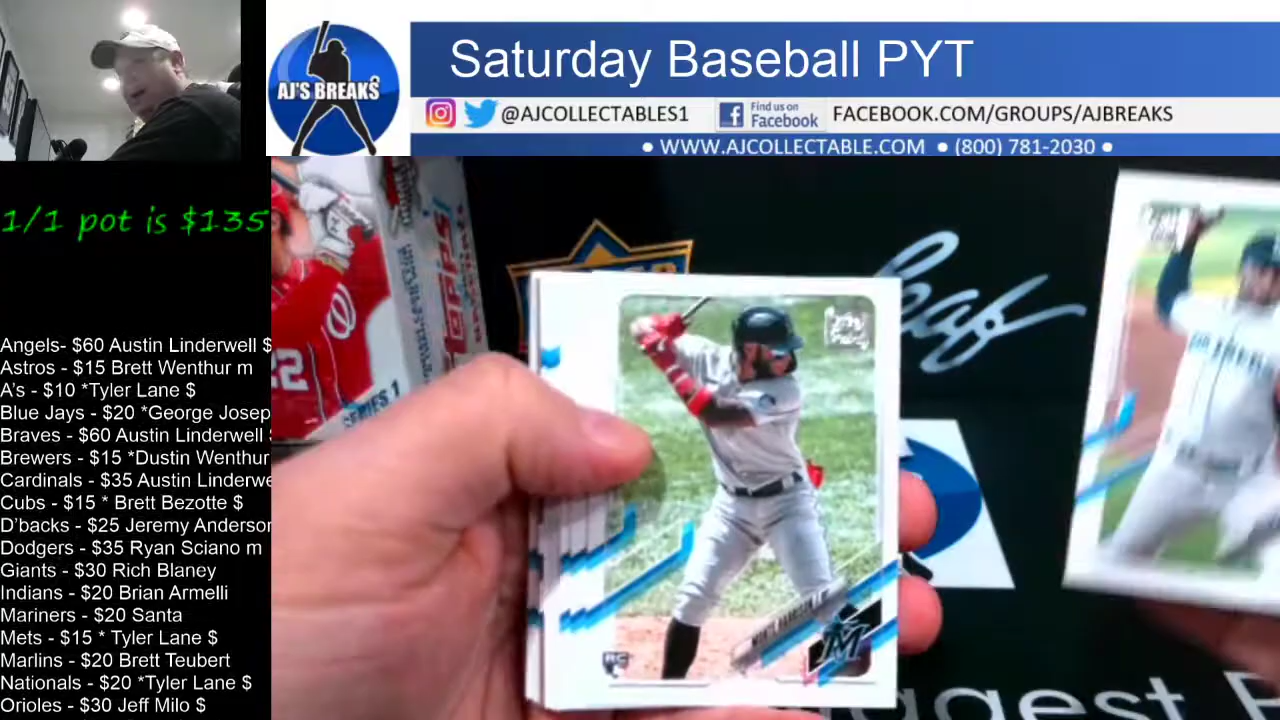 Saturday Baseball PYT
AJ'S BREAKS
@AJCOLLECTABLES1
Find us on
Facebook
FACEBOOK.COM/GROUPS/AJBREAKS
• WWW.AJCOLLECTABLE.COM • (800) 781-2030 •
1/1 pot is $135
Angels- $60 Austin Linderwell $
Astros - $15 Brett Wenthur m
A's - $10 *Tyler Lane $
Blue Jays - $20 *George Josep
Braves - $60 Austin Linderwell
Brewers - $15 *Dustin Wenthur
Cardinals - $35 Austin Linderwe
Cubs - $15 * Brett Bezotte $
D'backs - $25 Jeremy Anderson
Dodgers - $35 Ryan Sciano m
Giants - $30 Rich Blaney
Indians - $20 Brian Armelli
Mariners - $20 Santa
Mets - $15 * Tyler Lane $
Marlins - $20 Brett Teubert
Nationals - $20 *Tyler Lane $
Orioles - $30 Jeff Milo $
topps
SERIES 1
22
Leaf
RC
M